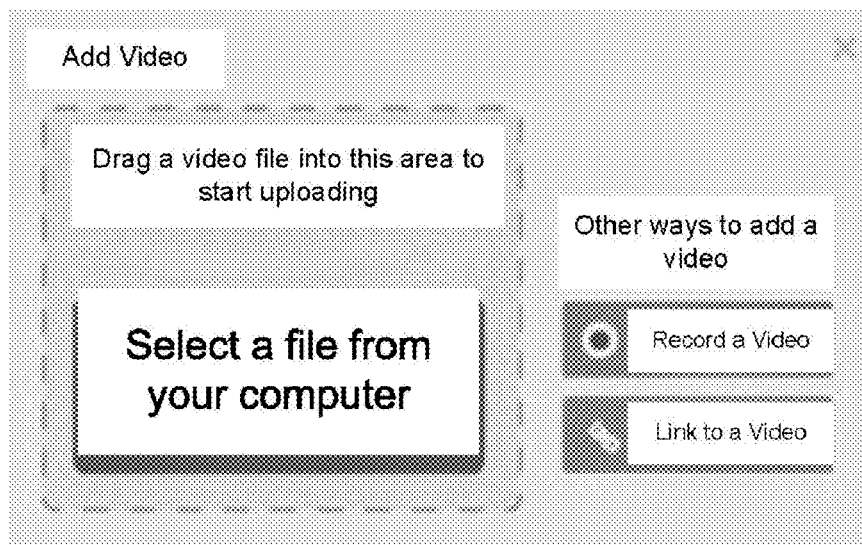 Add Video
Drag a video file into this area to
start uploading
Select a file from
your computer
Other ways to add a
video
Record a Video
Link to a Video